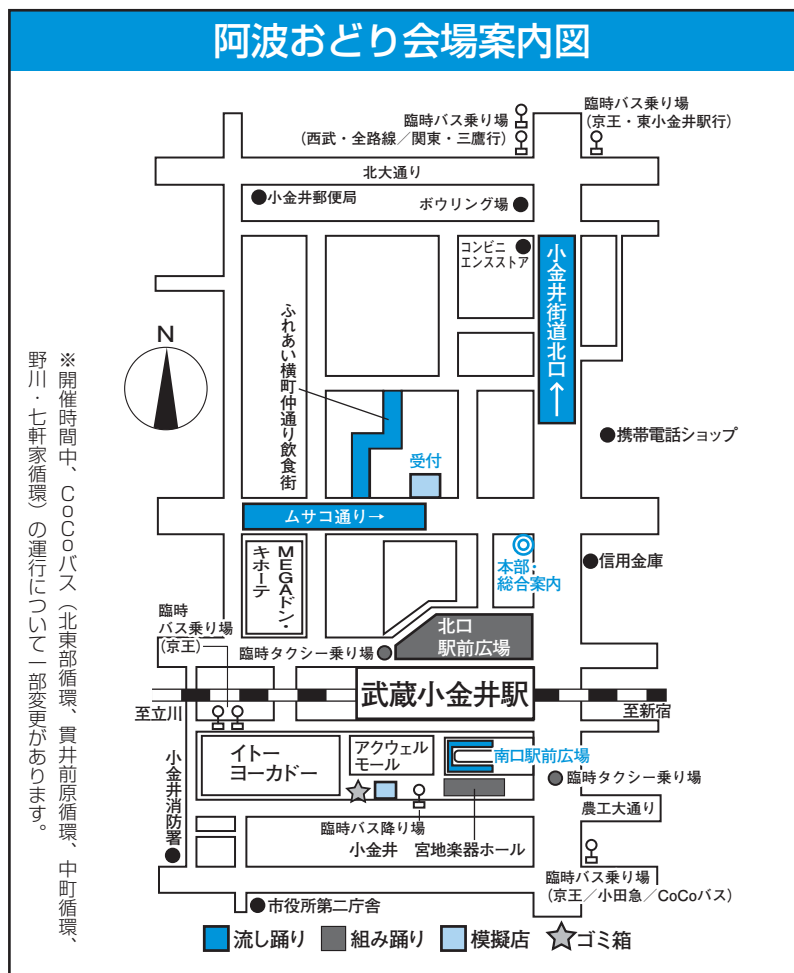 阿波おどり会場案内図
臨時バス乗り場
(西武・全路線／関東・三鷹行)
臨時バス乗り場
(京王・東小金井駅行)
北大通り
小金井郵便局
ボウリング場
コンビニ
エンスストア
小金井街道北口→
ふれあい横町仲通り飲食街
N
携帯電話ショップ
受付
ムサコ通り→
MEGAドン・
キホーテ
本部・
総合案内
信用金庫
北口
駅前広場
臨時
バス乗り場
(京王)
臨時タクシー乗り場
武蔵小金井駅
至立川
至新宿
イトー
ヨーカドー
アクウェル
モール
南口駅前広場
臨時タクシー乗り場
小金井消防署
臨時バス降り場
小金井 宮地楽器ホール
農工大通り
臨時バス乗り場
(京王／小田急／CoCoバス)
市役所第二庁舎
流し踊り 組み踊り 模擬店 ゴミ箱
※開催時間中、CoCoバス（北東部循環、貫井前原循環、中町循環、
野川・七軒家循環）の運行について一部変更があります。